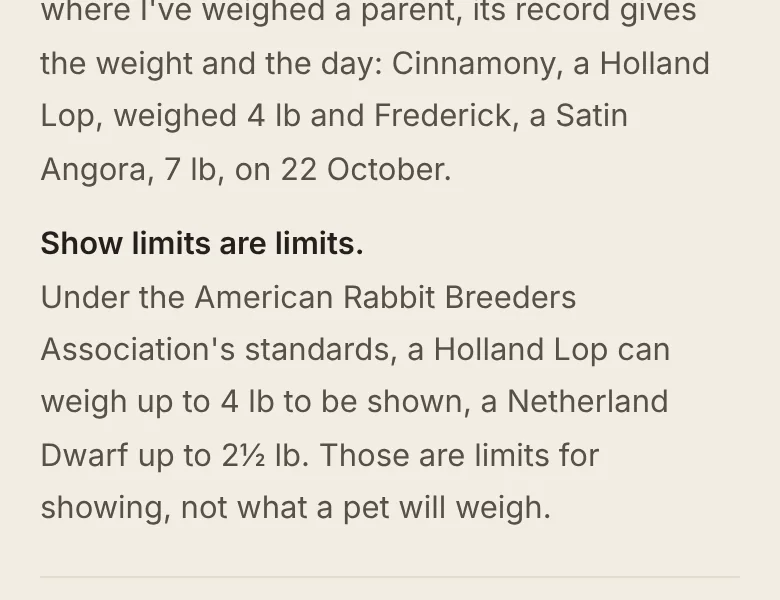 where I've weighed a parent, its record gives
the weight and the day: Cinnamony, a Holland
Lop, weighed 4 lb and Frederick, a Satin
Angora, 7 lb, on 22 October.
Show limits are limits.
Under the American Rabbit Breeders
Association's standards, a Holland Lop can
weigh up to 4 lb to be shown, a Netherland
Dwarf up to 2½ lb. Those are limits for
showing, not what a pet will weigh.